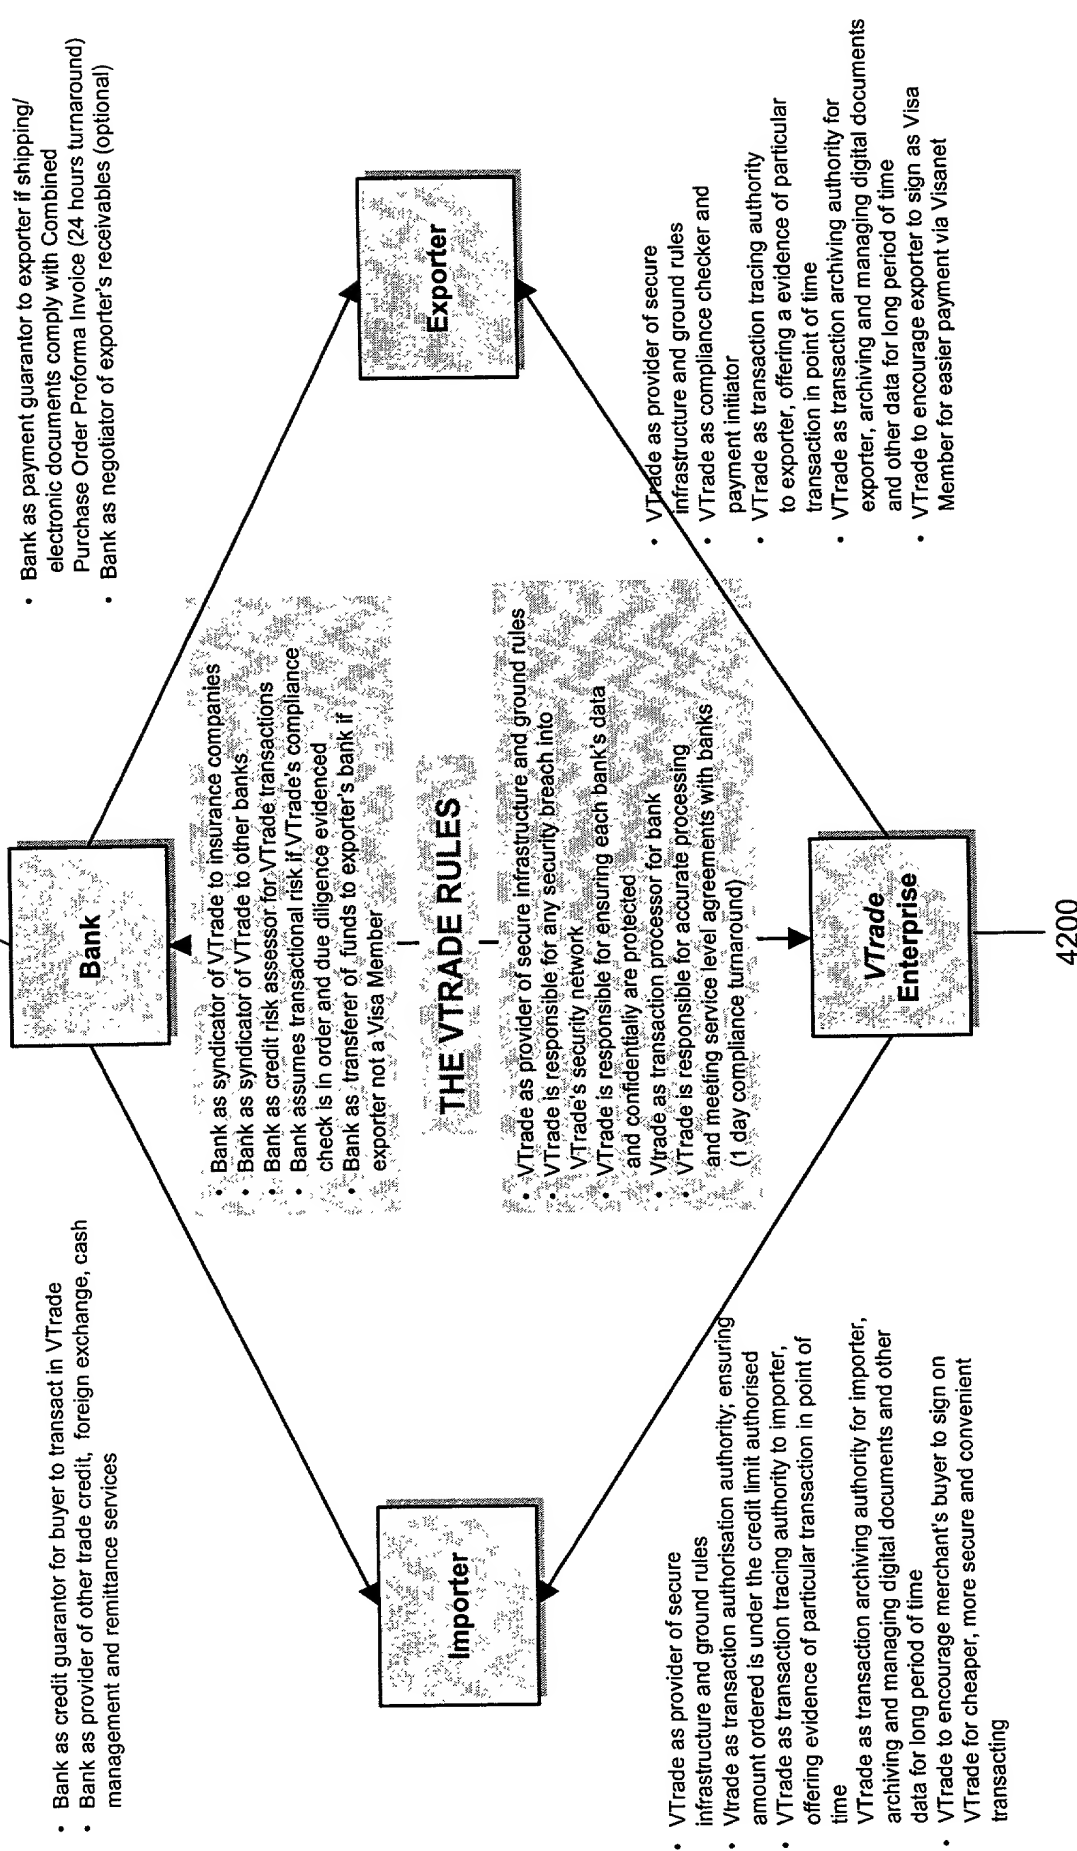 • Bank as credit guarantor for buyer to transact in VTrade
• Bank as provider of other trade credit, foreign exchange, cash
management and remittance services
• Bank as payment guarantor to exporter if shipping/
electronic documents comply with Combined
Purchase Order Proforma Invoice (24 hours turnaround)
• Bank as negotiator of exporter's receivables (optional)
Bank
• Bank as syndicator of VTrade to insurance companies
• Bank as syndicator of VTrade to other banks
• Bank as credit risk assessor for VTrade transactions
• Bank assumes transactional risk if VTrade's compliance
check is in order and due diligence evidenced
• Bank as transfer of funds to exporter's bank if
exporter not a Visa Member
Importer
THE VTRADE RULES
Exporter
• VTrade as provider of secure infrastructure and ground rules
• VTrade is responsible for any security breach into
VTrade's security network
• VTrade is responsible for ensuring each bank's data
and confidentially are protected
• Vtrade as transaction processor for bank
• VTrade is responsible for accurate processing
and meeting service level agreements with banks
(1 day compliance turnaround)
• VTrade as provider of secure
infrastructure and ground rules
• Vtrade as transaction authorisation authority; ensuring
amount ordered is under the credit limit authorised
• VTrade as transaction tracing authority to importer,
offering evidence of particular transaction in point of
time
VTrade as transaction archiving authority for importer,
archiving and managing digital documents and other
data for long period of time
• VTrade to encourage merchant's buyer to sign on
VTrade for cheaper, more secure and convenient
transacting
VTrade
Enterprise
• VTrade as provider of secure
infrastructure and ground rules
• VTrade as compliance checker and
payment initiator
• VTrade as transaction tracing authority
to exporter, offering a evidence of particular
transaction in point of time
• VTrade as transaction archiving authority for
exporter, archiving and managing digital documents
and other data for long period of time
• VTrade to encourage exporter to sign as Visa
Member for easier payment via Visanet
4200